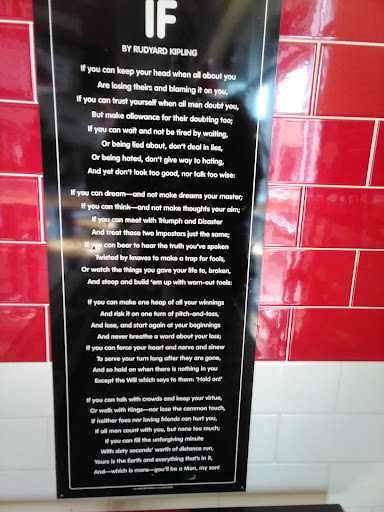 IF
BY RUDYARD KIPLING
If you can keep your head when all about you
Are losing theirs and blaming it on you,
If you can trust yourself when all men doubt you,
But make allowance for their doubting too;
If you can wait and not be tired by waiting,
Or being lied about, don't deal in lies,
Or being hated, don't give way to hating,
And yet don't look too good, nor talk too wise:
If you can dream—and not make dreams your master;
If you can think—and not make thoughts your aim;
If you can meet with Triumph and Disaster
And treat those two impostors just the same;
If you can bear to hear the truth you've spoken
Twisted by knaves to make a trap for fools,
Or watch the things you gave your life to, broken,
And stoop and build 'em up with worn-out tools:
If you can make one heap of all your winnings
And risk it on one turn of pitch-and-toss,
And lose, and start again at your beginnings
And never breathe a word about your loss;
If you can force your heart and nerve and sinew
To serve your turn long after they are gone,
And so hold on when there is nothing in you
Except the Will which says to them: 'Hold on!'
If you can talk with crowds and keep your virtue,
Or walk with Kings—nor lose the common touch,
If neither foes nor loving friends can hurt you,
If all men count with you, but none too much;
If you can fill the unforgiving minute
With sixty seconds' worth of distance run,
Yours is the Earth and everything that's in it,
And—which is more—you'll be a Man, my son!